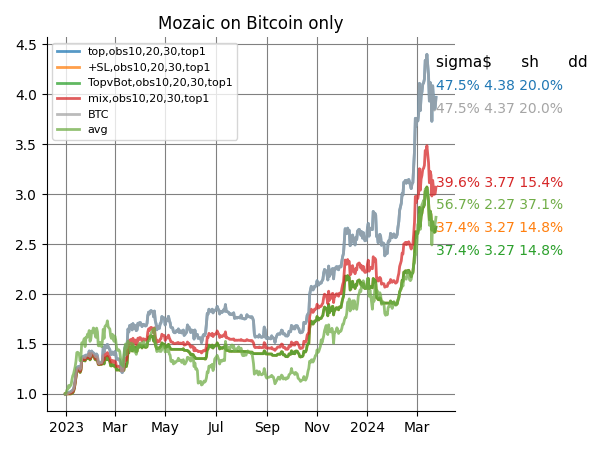 Mozaic on Bitcoin only
4.5
4.0
3.5
3.0
2.5
2.0
1.5
1.0
top,obs10,20,30,top1
+SL,obs10,20,30,top1
TopvBot,obs10,20,30,top1
mix,obs10,20,30,top1
BTC
avg
sigma$ sh dd
47.5% 4.38 20.0%
47.5% 4.37 20.0%
39.6% 3.77 15.4%
56.7% 2.27 37.1%
37.4% 3.27 14.8%
37.4% 3.27 14.8%
2023 Mar May Jul Sep Nov 2024 Mar